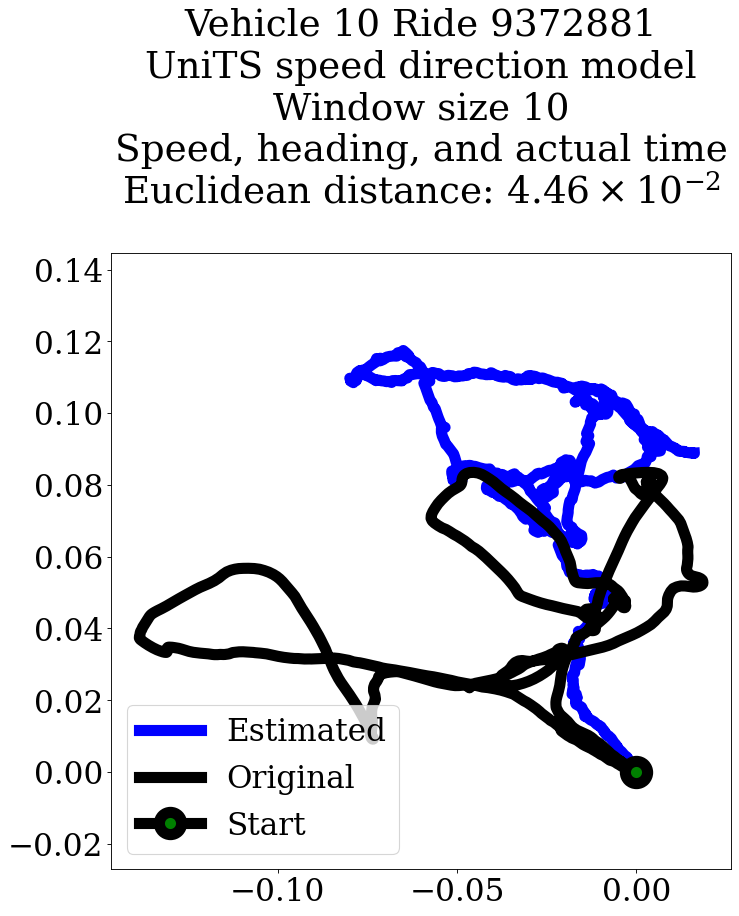 Vehicle 10 Ride 9372881
UniTS speed direction model
Window size 10
Speed, heading, and actual time
Euclidean distance: 4.46 × 10⁻²
0.14
0.12
0.10
0.08
0.06
0.04
0.02
0.00
−0.02
Estimated
Original
Start
−0.10 −0.05 0.00